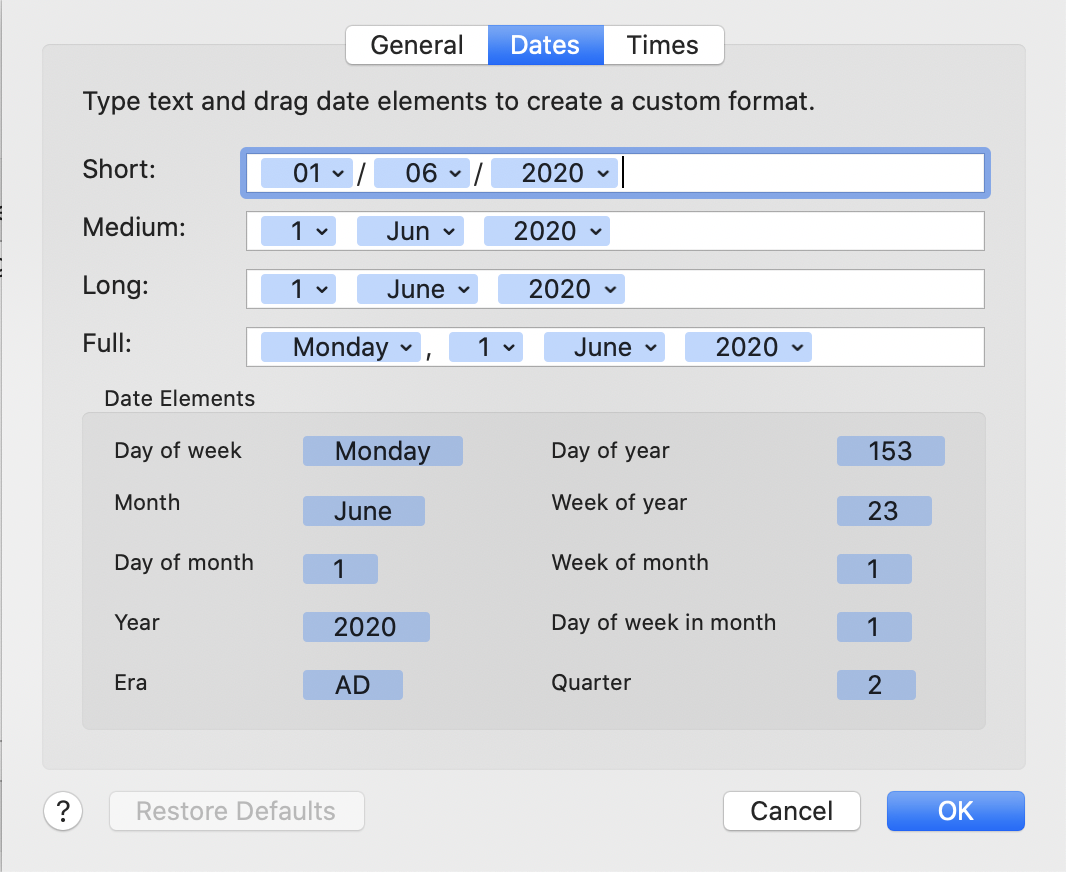 General Dates Times
Type text and drag date elements to create a custom format.
Short: 01 / 06 / 2020
Medium: 1 Jun 2020
Long: 1 June 2020
Full: Monday , 1 June 2020
Date Elements
Day of week Monday Day of year 153
Month June Week of year 23
Day of month 1 Week of month 1
Year 2020 Day of week in month 1
Era AD Quarter 2
? Restore Defaults Cancel OK